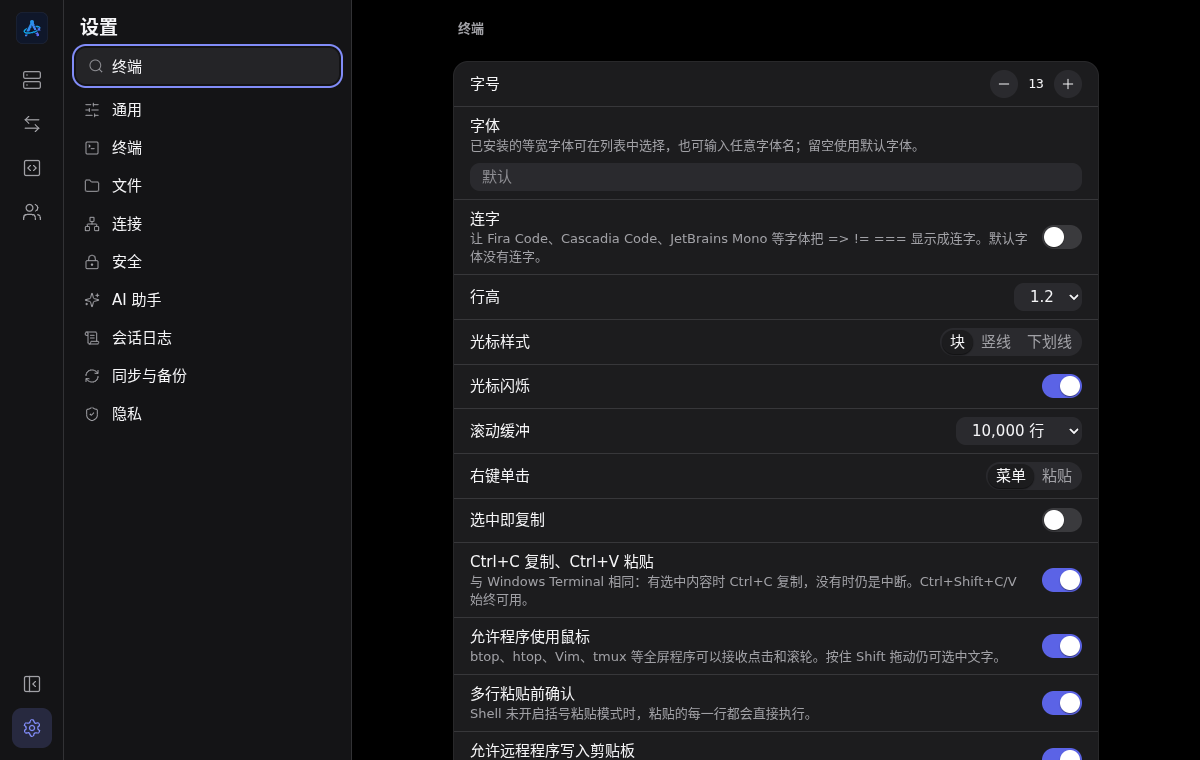 设置
终端
通用
终端
文件
连接
安全
AI 助手
会话日志
同步与备份
隐私
终端
字号
13
字体
已安装的等宽字体可在列表中选择，也可输入任意字体名；留空使用默认字体。
默认
连字
让 Fira Code、Cascadia Code、JetBrains Mono 等字体把 => != === 显示成连字。默认字
体没有连字。
行高
1.2
光标样式
块 竖线 下划线
光标闪烁
滚动缓冲
10,000 行
右键单击
菜单 粘贴
选中即复制
Ctrl+C 复制、Ctrl+V 粘贴
与 Windows Terminal 相同：有选中内容时 Ctrl+C 复制，没有时仍是中断。Ctrl+Shift+C/V
始终可用。
允许程序使用鼠标
btop、htop、Vim、tmux 等全屏程序可以接收点击和滚轮。按住 Shift 拖动仍可选中文字。
多行粘贴前确认
Shell 未开启括号粘贴模式时，粘贴的每一行都会直接执行。
允许远程程序写入剪贴板